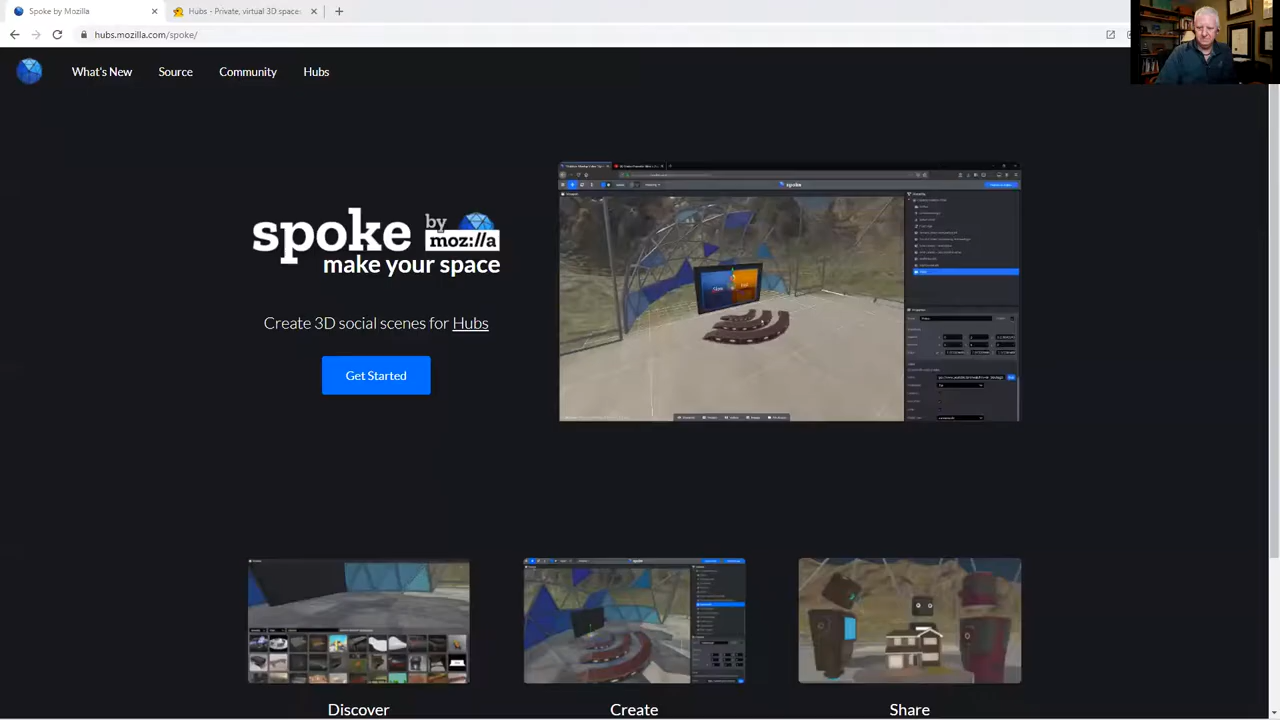 Spoke by Mozilla
Hubs - Private, virtual 3D space
hubs.mozilla.com/spoke/
What's New
Source
Community
Hubs
spoke by moz://a
make your space
Create 3D social scenes for Hubs
Get Started
spoke
Discover
Create
Share